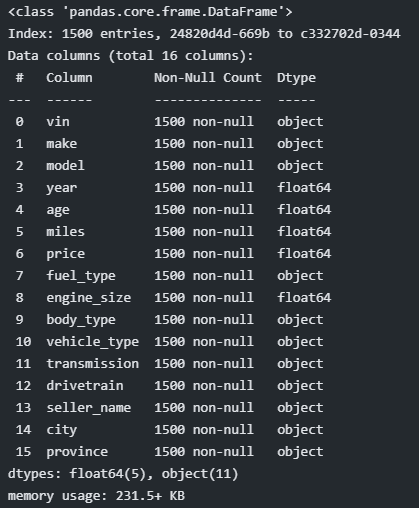 <class 'pandas.core.frame.DataFrame'>
Index: 1500 entries, 24820d4d-669b to c332702d-0344
Data columns (total 16 columns):
 #   Column        Non-Null Count  Dtype
---  ------        --------------  -----
 0   vin           1500 non-null   object
 1   make          1500 non-null   object
 2   model         1500 non-null   object
 3   year          1500 non-null   float64
 4   age           1500 non-null   float64
 5   miles         1500 non-null   float64
 6   price         1500 non-null   float64
 7   fuel_type     1500 non-null   object
 8   engine_size   1500 non-null   float64
 9   body_type     1500 non-null   object
 10  vehicle_type  1500 non-null   object
 11  transmission  1500 non-null   object
 12  drivetrain    1500 non-null   object
 13  seller_name   1500 non-null   object
 14  city          1500 non-null   object
 15  province      1500 non-null   object
dtypes: float64(5), object(11)
memory usage: 231.5+ KB